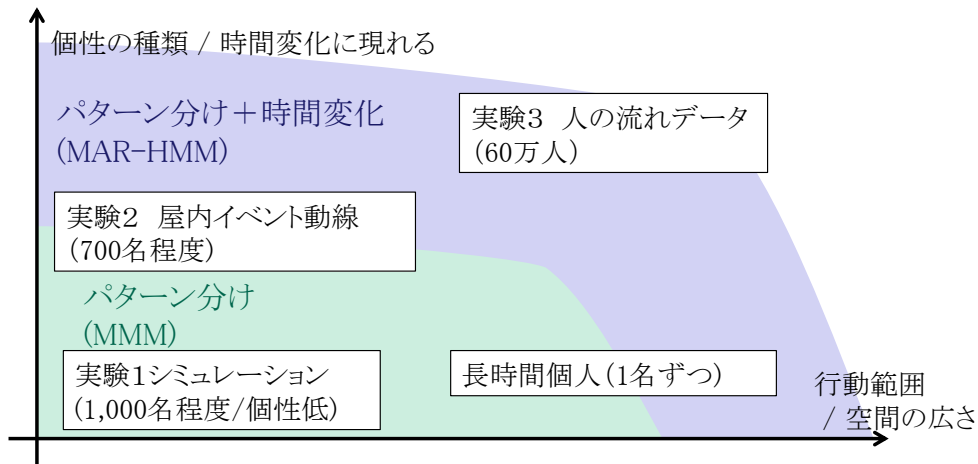 個性の種類 / 時間変化に現れる
パターン分け＋時間変化
(MAR-HMM)
実験３ 人の流れデータ
(60万人)
実験２ 屋内イベント動線
(700名程度)
パターン分け
(MMM)
実験１シミュレーション
(1,000名程度/個性低)
長時間個人(1名ずつ)
行動範囲
/ 空間の広さ